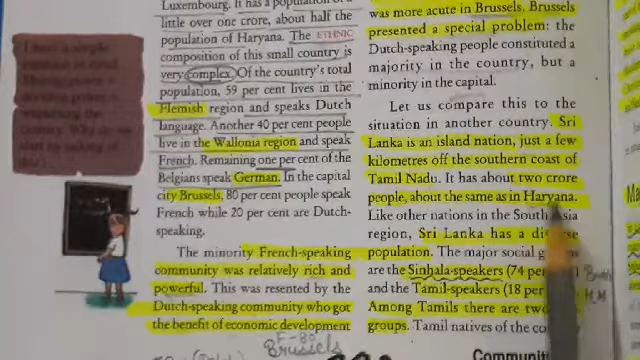 Luxembourg. It has a population of a
little over one crore, about half the
population of Haryana. The ETHNIC
composition of this small country is
very complex. Of the country's total
population, 59 per cent lives in the
Flemish region and speaks Dutch
language. Another 40 per cent people
live in the Wallonia region and speak
French. Remaining one per cent of the
Belgians speak German. In the capital
city Brussels, 80 per cent people speak
French while 20 per cent are Dutch-
speaking.
The minority French-speaking
community was relatively rich and
powerful. This was resented by the
Dutch-speaking community who got
the benefit of economic development
Brussels
was more acute in Brussels. Brussels
presented a special problem: the
Dutch-speaking people constituted a
majority in the country, but a
minority in the capital.
Let us compare this to the
situation in another country. Sri
Lanka is an island nation, just a few
kilometres off the southern coast of
Tamil Nadu. It has about two crore
people, about the same as in Haryana.
Like other nations in the South Asia
region, Sri Lanka has a diverse
population. The major social
are the Sinhala-speakers (74 per
and the Tamil-speakers (18 per
Among Tamils there are two
groups. Tamil natives of the
Communi